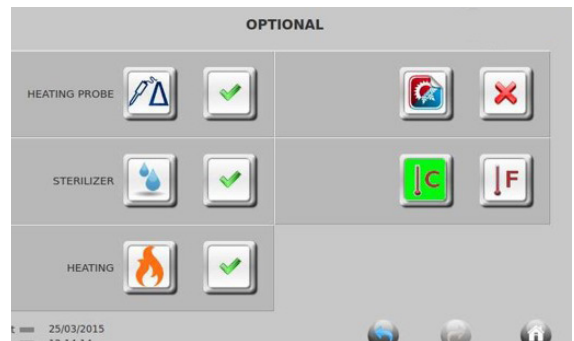 OPTIONAL
HEATING PROBE
STERILIZER
C
F
HEATING
25/03/2015